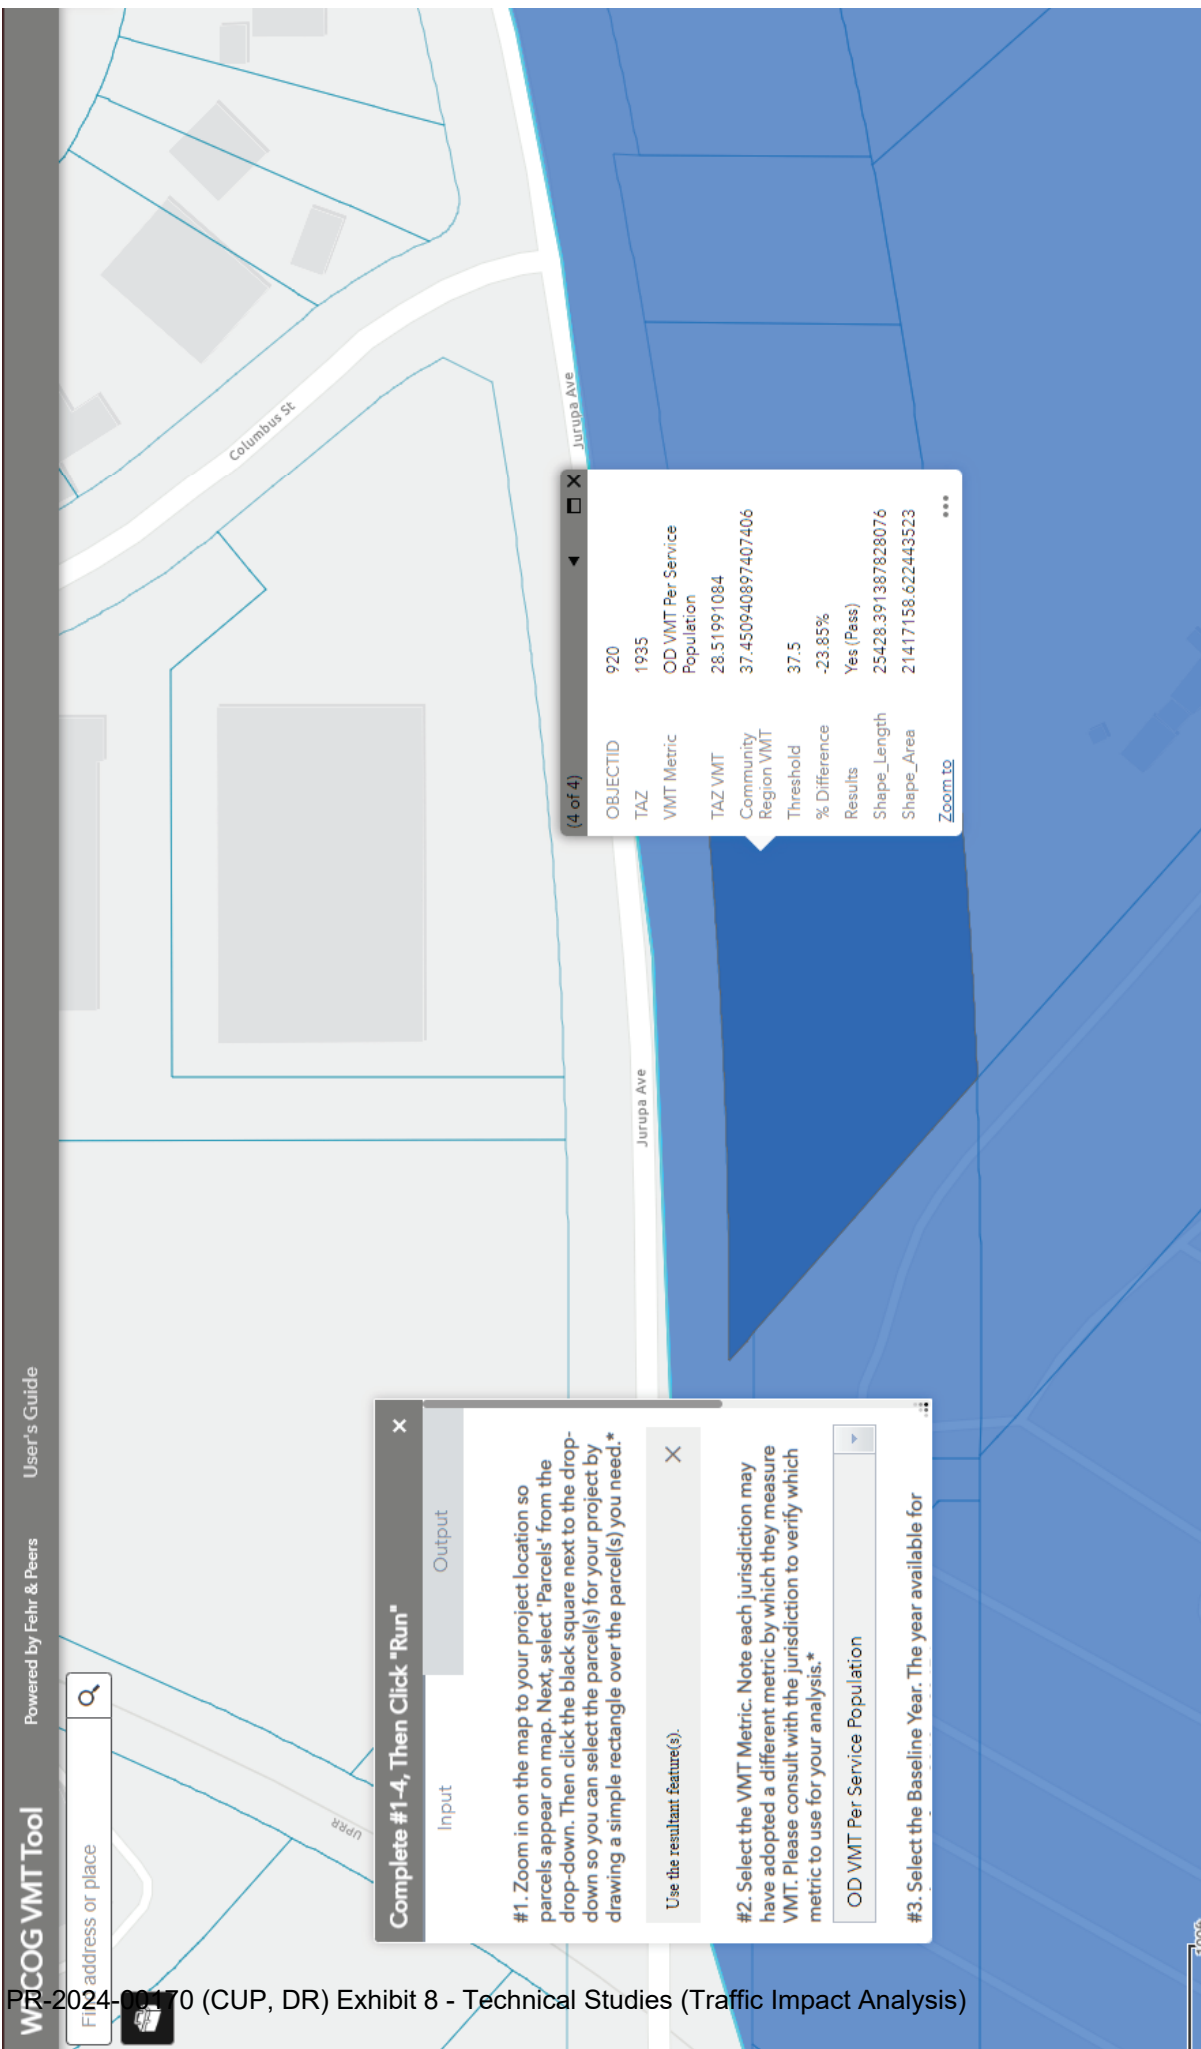 WRCOG VMT Tool
Powered by Fehr & Peers
User's Guide
Find address or place
Complete #1-4, Then Click "Run"
Input
Output
#1. Zoom in on the map to your project location so
parcels appear on map. Next, select 'Parcels' from the
drop-down. Then click the black square next to the drop-
down so you can select the parcel(s) for your project by
drawing a simple rectangle over the parcel(s) you need.*
Use the resultant feature(s).
#2. Select the VMT Metric. Note each jurisdiction may
have adopted a different metric by which they measure
VMT. Please consult with the jurisdiction to verify which
metric to use for your analysis.*
OD VMT Per Service Population
#3. Select the Baseline Year. The year available for
UPRR
Columbus St
Jurupa Ave
Jurupa Ave
(4 of 4)
OBJECTID 920
TAZ 1935
VMT Metric OD VMT Per Service
Population
TAZ VMT 28.51991084
Community 37.450940897407406
Region VMT
Threshold 37.5
% Difference -23.85%
Results Yes (Pass)
Shape_Length 25428.391387828076
Shape_Area 21417158.622443523
Zoom to
PR-2024-00170 (CUP, DR) Exhibit 8 - Technical Studies (Traffic Impact Analysis)